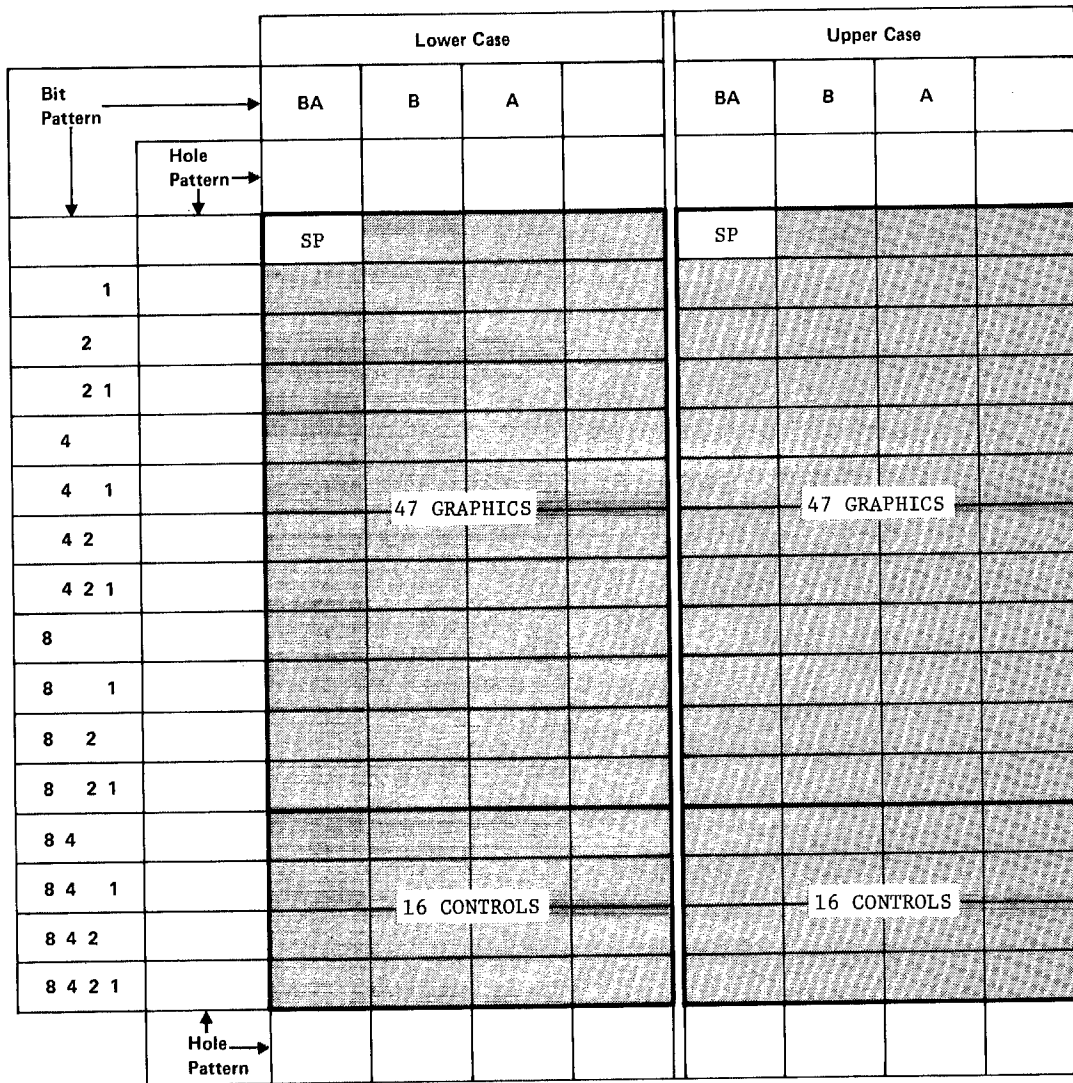 Lower Case Upper Case
Bit Pattern
BA B A BA B A
Hole Pattern
SP SP
1
2
2 1
4
4 1
47 GRAPHICS 47 GRAPHICS
4 2
4 2 1
8
8 1
8 2
8 2 1
8 4
8 4 1
16 CONTROLS 16 CONTROLS
8 4 2
8 4 2 1
Hole Pattern